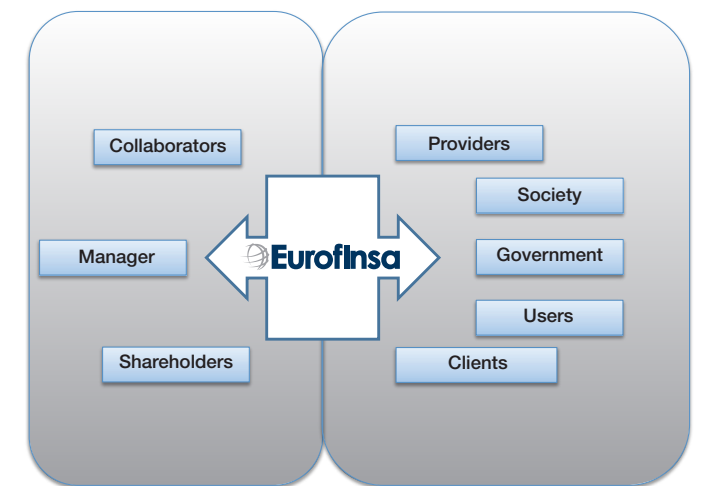 Collaborators
Manager
Shareholders
EurofInsa
Providers
Society
Government
Users
Clients